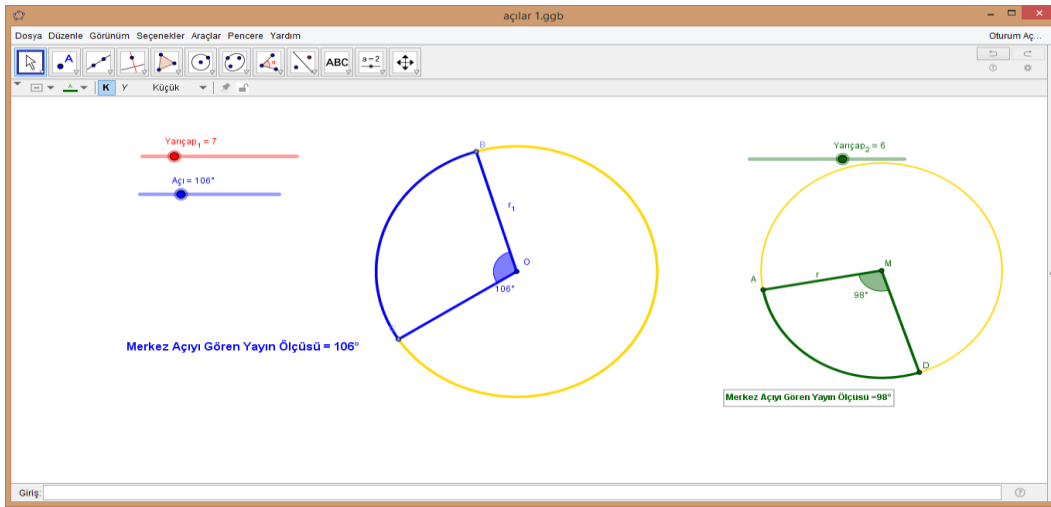 açılar 1.ggb
Dosya Düzenle Görünüm Seçenekler Araçlar Pencere Yardım
Oturum Aç...
A
ABC
a=2
K Y Küçük
Yarıçap₁ = 7
Açı = 106°
B
r₁
O
106°
Merkez Açıyı Gören Yayın Ölçüsü = 106°
Yarıçap₂ = 6
M
A
r
98°
D
Merkez Açıyı Gören Yayın Ölçüsü =98°
Giriş: